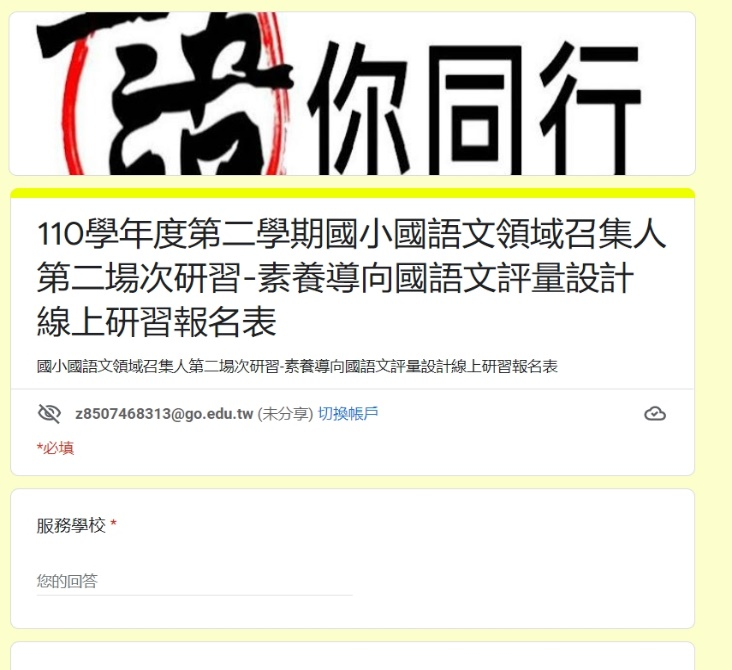 語你同行
110學年度第二學期國小國語文領域召集人
第二場次研習-素養導向國語文評量設計
線上研習報名表
國小國語文領域召集人第二場次研習-素養導向國語文評量設計線上研習報名表
z8507468313@go.edu.tw (未分享) 切換帳戶
*必填
服務學校 *
您的回答